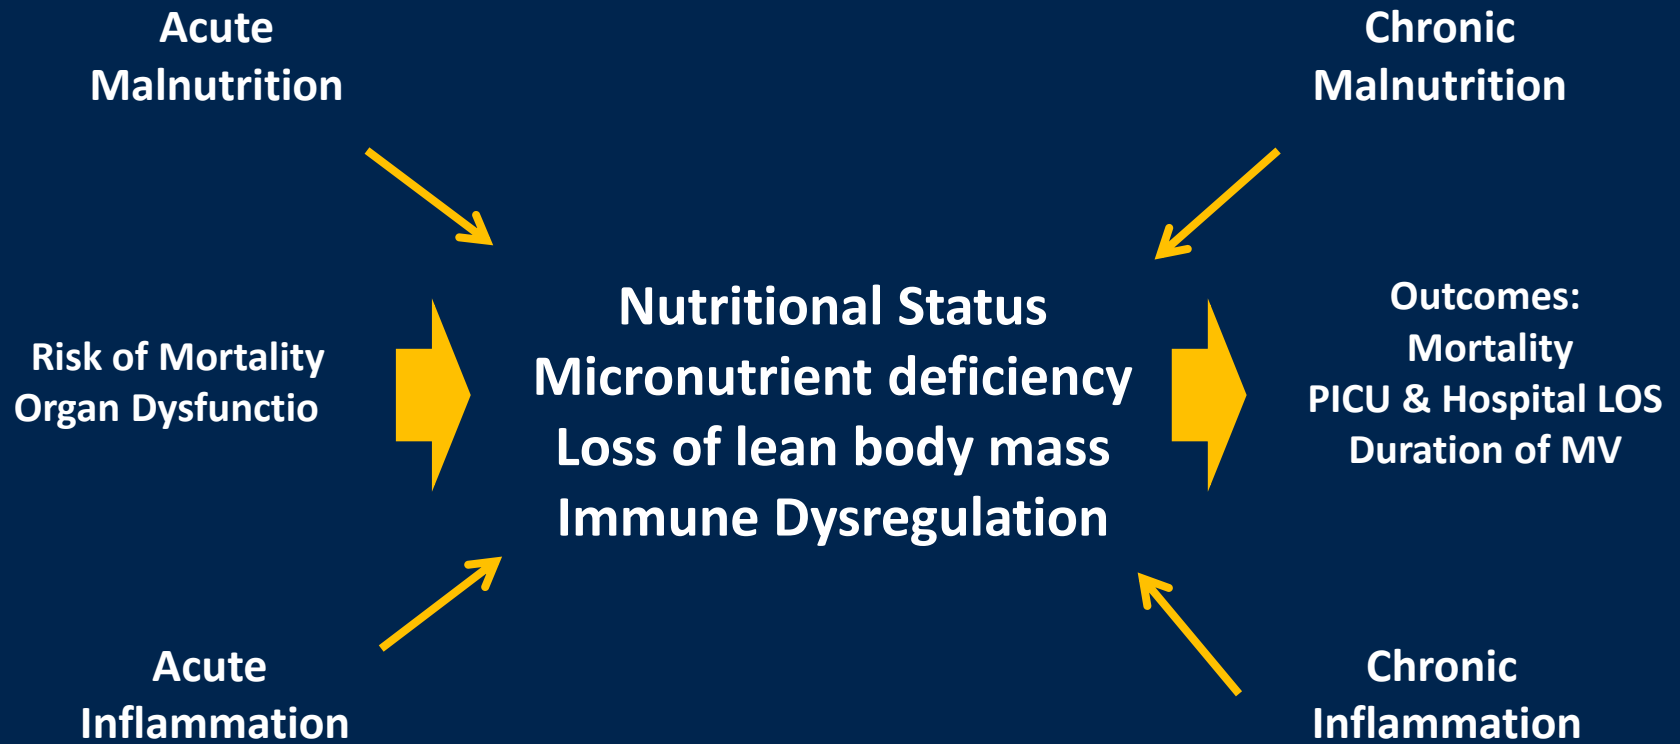 Acute
Malnutrition
Chronic
Malnutrition
Risk of Mortality
Organ Dysfunctio
Nutritional Status
Micronutrient deficiency
Loss of lean body mass
Immune Dysregulation
Outcomes:
Mortality
PICU & Hospital LOS
Duration of MV
Acute
Inflammation
Chronic
Inflammation